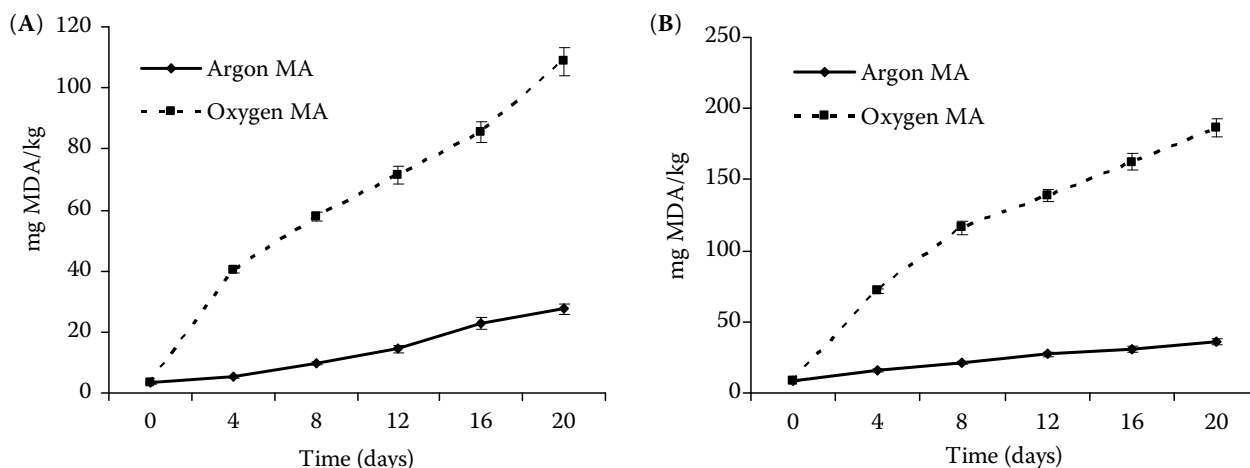 (A)
120
100
80
60
40
20
0
mg MDA/kg
Argon MA
Oxygen MA
0 4 8 12 16 20
Time (days)
(B)
250
200
150
100
50
0
mg MDA/kg
Argon MA
Oxygen MA
0 4 8 12 16 20
Time (days)